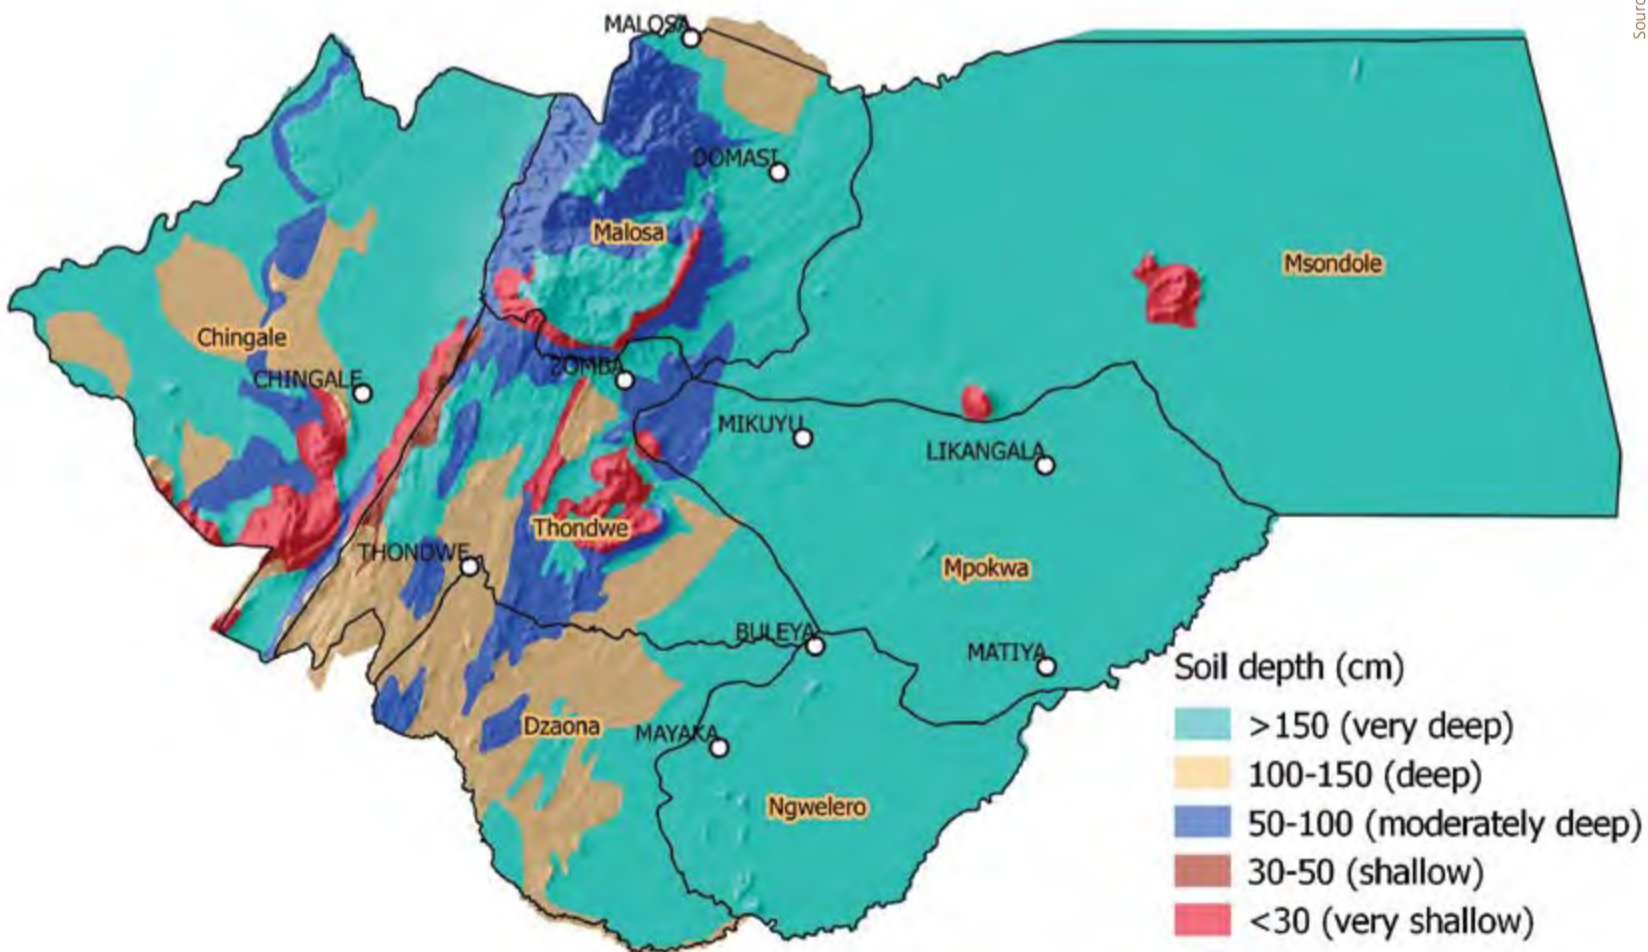 Sourc
MALOSA
DOMASI
Malosa
Msondole
Chingale
CHINGALE
ZOMBA
MIKUYU
LIKANGALA
Thondwe
THONDWE
Mpokwa
BULEYA
MATIYA
Dzaona
MAYAKA
Ngwelero
Soil depth (cm)
>150 (very deep)
100-150 (deep)
50-100 (moderately deep)
30-50 (shallow)
<30 (very shallow)